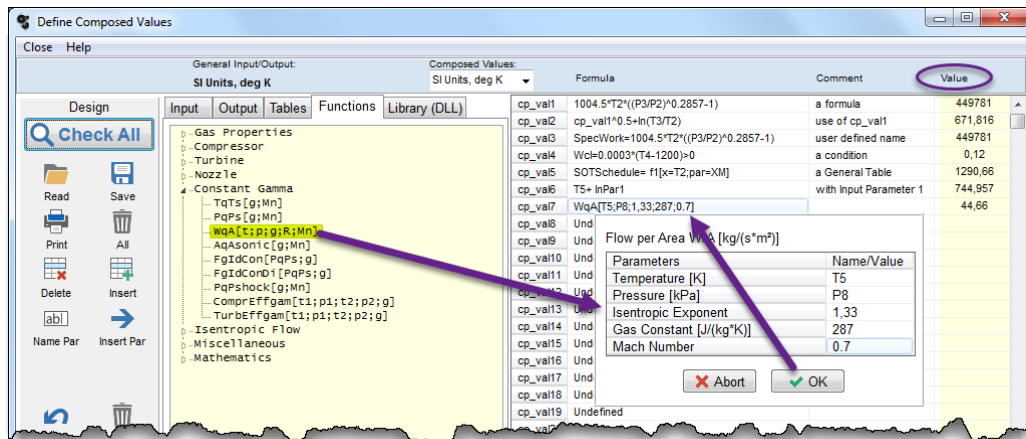 Define Composed Values
Close Help
General Input/Output:
SI Units, deg K
Composed Values:
SI Units, deg K
Formula
Comment
Value
Design
Check All
Read
Save
Print
All
Delete
Insert
ab
Name Par
Insert Par
Input
Output
Tables
Functions
Library (DLL)
Gas Properties
Compressor
Turbine
Nozzle
Constant Gamma
TqTs[g;Mn]
PqPs[g;Mn]
WqA[t;p;g;R;Mn]
AqAsonic[g;Mn]
FgIdCon[PqPs;g]
FgIdConDi[PqPs;g]
PqPshock[g;Mn]
ComprEffgam[t1;p1;t2;p2;g]
TurbEffgam[t1;p1;t2;p2;g]
Isentropic Flow
Miscellaneous
Mathematics
cp_val1 1004.5*T2*((P3/P2)^0.2857-1) a formula 449781
cp_val2 cp_val1^0.5+ln(T3/T2) use of cp_val1 671,816
cp_val3 SpecWork=1004.5*T2*((P3/P2)^0.2857-1) user defined name 449781
cp_val4 Wcl=0.0003*(T4-1200)>0 a condition 0,12
cp_val5 SOTSchedule= f1[x=T2;par=XM] a General Table 1290,66
cp_val6 T5+ InPar1 with Input Parameter 1 744,957
cp_val7 WqA[T5;P8;1,33;287;0.7] 44,66
cp_val8 Und
cp_val9 Und
cp_val10 Und
cp_val11 Und
cp_val12 Und
cp_val13 Und
cp_val14 Und
cp_val15 Und
cp_val16 Und
cp_val17 Und
cp_val18 Und
cp_val19 Undefined
Flow per Area W/A [kg/(s*m²)]
Parameters Name/Value
Temperature [K] T5
Pressure [kPa] P8
Isentropic Exponent 1,33
Gas Constant [J/(kg*K)] 287
Mach Number 0.7
Abort
OK